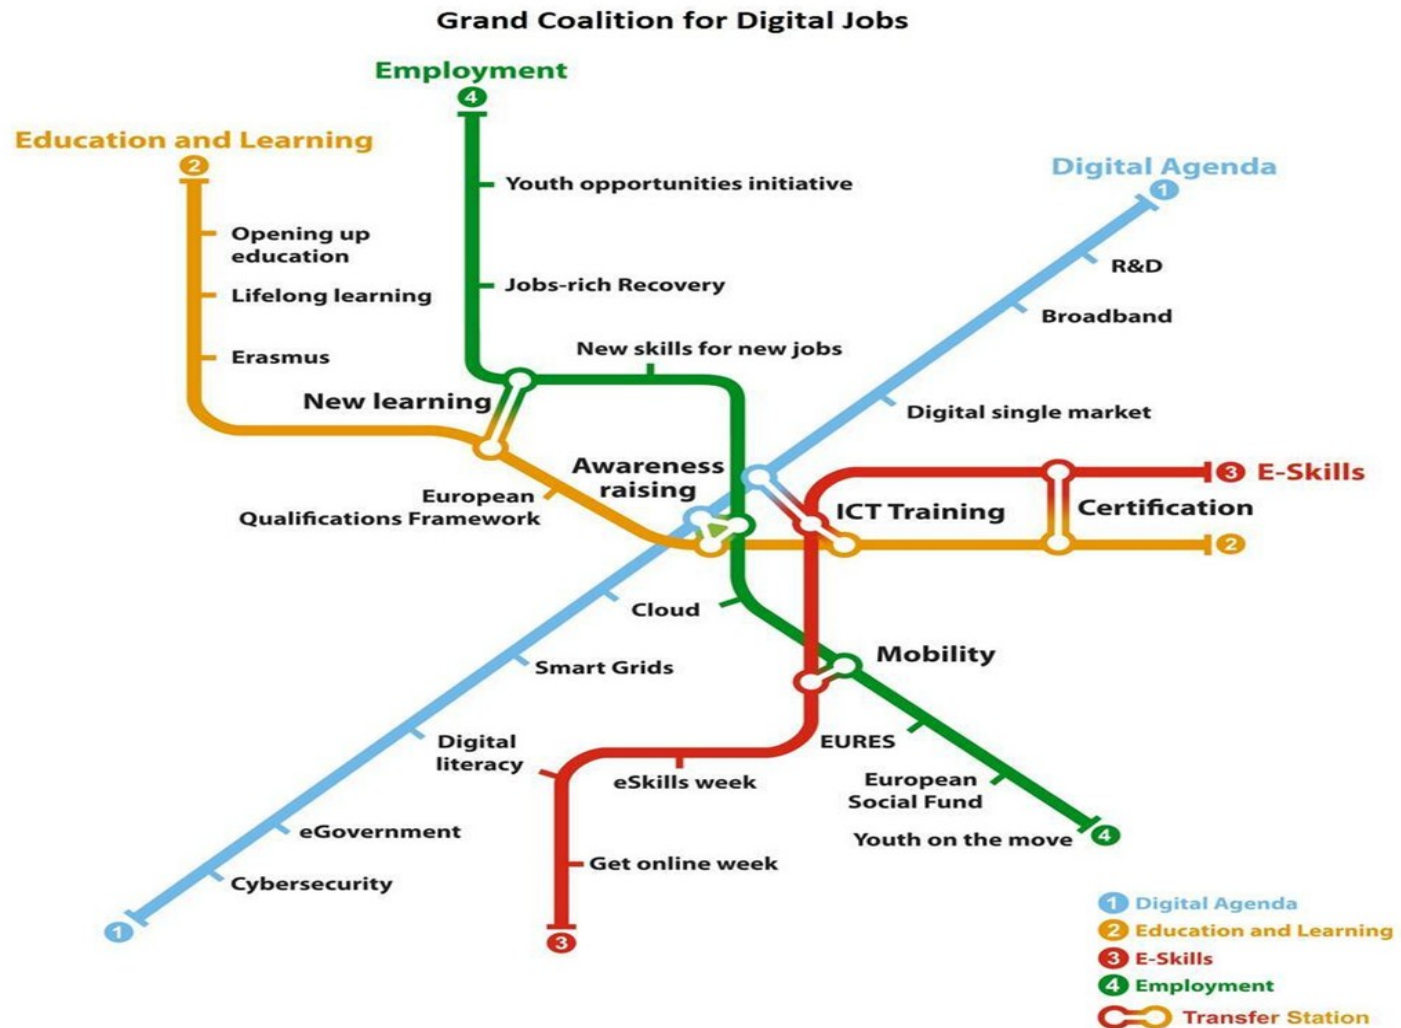 Grand Coalition for Digital Jobs
Employment
4
Education and Learning
2
Digital Agenda
1
Youth opportunities initiative
Opening up
education
R&D
Lifelong learning
Jobs-rich Recovery
Broadband
Erasmus
New skills for new jobs
New learning
Digital single market
Awareness
raising
3 E-Skills
European
Qualifications Framework
ICT Training
Certification
2
Cloud
Mobility
Smart Grids
Digital
literacy
EURES
eSkills week
European
Social Fund
eGovernment
Youth on the move
4
Get online week
Cybersecurity
1
3
1 Digital Agenda
2 Education and Learning
3 E-Skills
4 Employment
Transfer Station